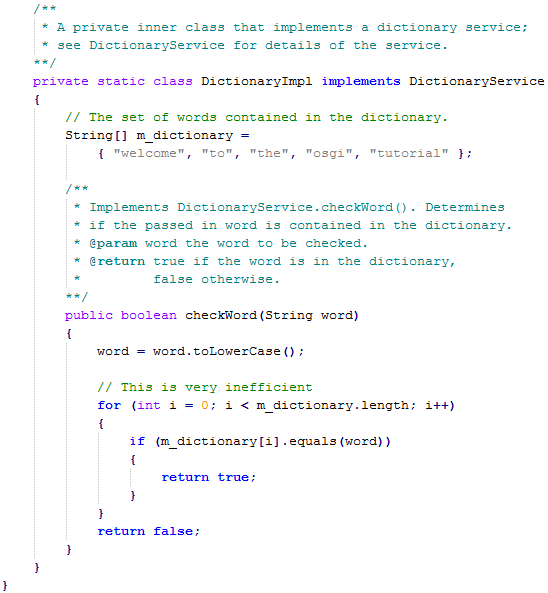 /**
 * A private inner class that implements a dictionary service;
 * see DictionaryService for details of the service.
**/
private static class DictionaryImpl implements DictionaryService
{
    // The set of words contained in the dictionary.
    String[] m_dictionary =
        { "welcome", "to", "the", "osgi", "tutorial" };
    /**
     * Implements DictionaryService.checkWord(). Determines
     * if the passed in word is contained in the dictionary.
     * @param word the word to be checked.
     * @return true if the word is in the dictionary,
     *         false otherwise.
    **/
    public boolean checkWord(String word)
    {
        word = word.toLowerCase();
        // This is very inefficient
        for (int i = 0; i < m_dictionary.length; i++)
        {
            if (m_dictionary[i].equals(word))
            {
                return true;
            }
        }
        return false;
    }
}
}